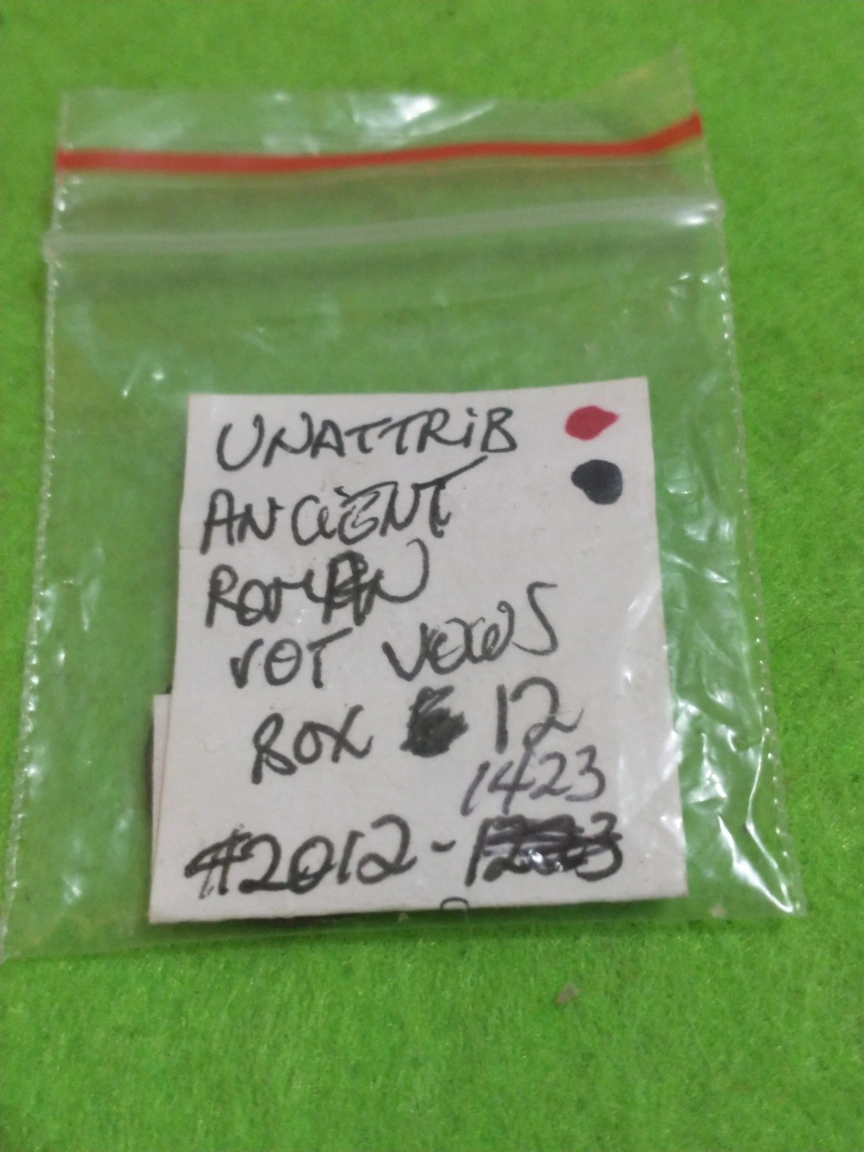 UNATTRiB
ANCiENT
ROMAN
VOT VOWS
BOX 12
1423
#2012-